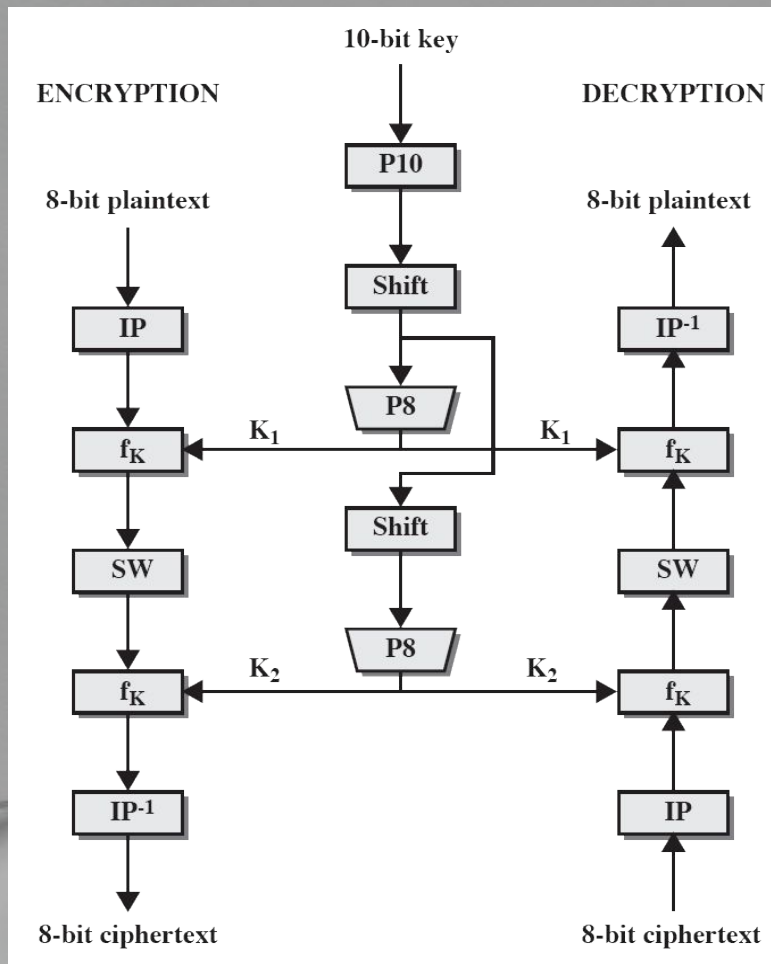 10-bit key
ENCRYPTION
DECRYPTION
P10
8-bit plaintext
8-bit plaintext
Shift
IP
IP-1
P8
K1
K1
fK
fK
Shift
SW
SW
P8
K2
K2
fK
fK
IP-1
IP
8-bit ciphertext
8-bit ciphertext